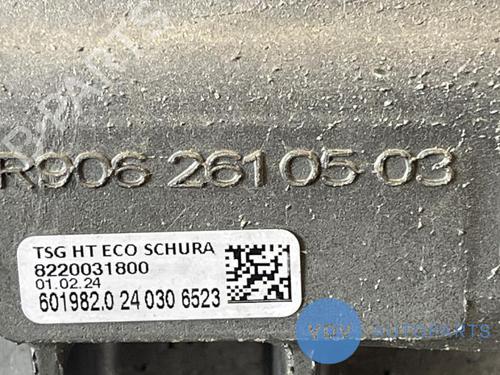 B-PARTS
R906 261 05 03
TSG HT ECO SCHURA
8220031800
01.02.24
601982.0 24 030 6523
VDV
AUTOPARTS